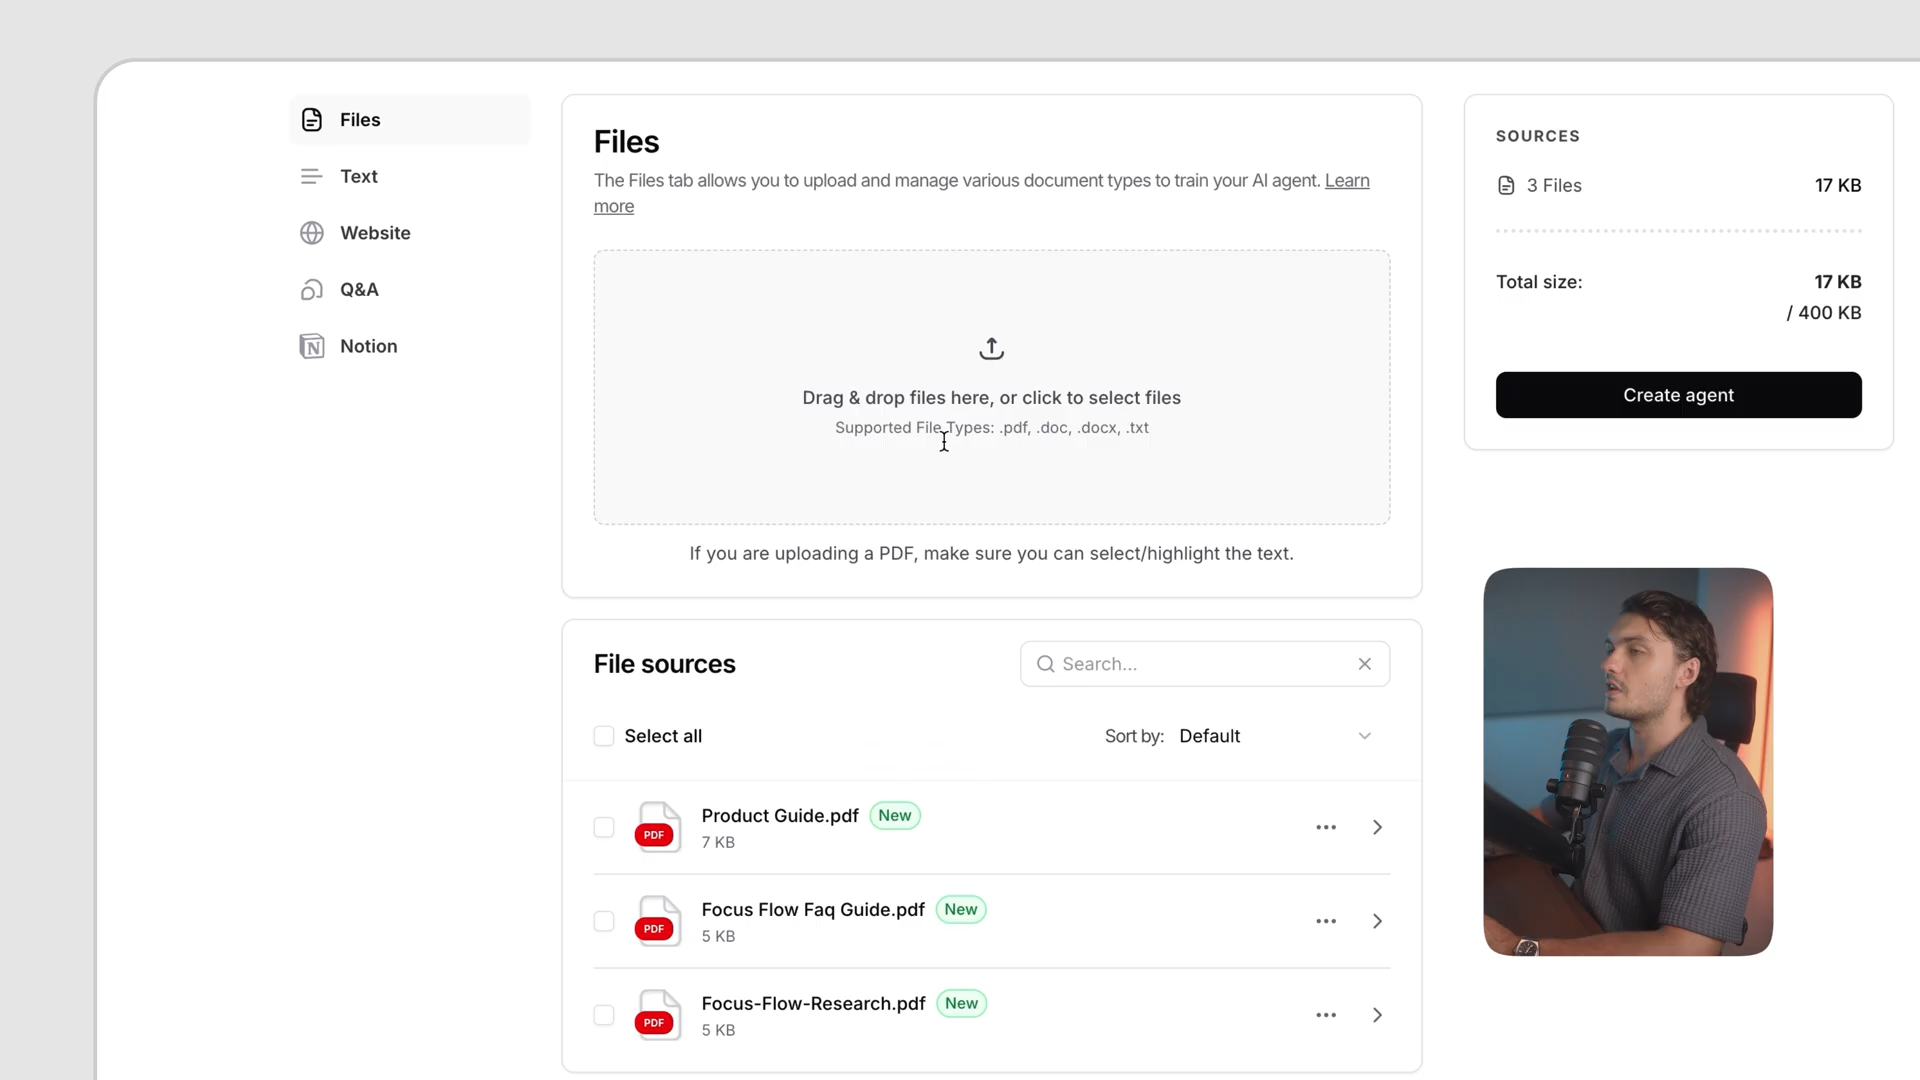 Files
Text
Website
Q&A
Notion
Files
The Files tab allows you to upload and manage various document types to train your AI agent. Learn
more
Drag & drop files here, or click to select files
Supported File Types: .pdf, .doc, .docx, .txt
If you are uploading a PDF, make sure you can select/highlight the text.
File sources
Search...
Select all
Sort by: Default
PDF
Product Guide.pdf New
7 KB
PDF
Focus Flow Faq Guide.pdf New
5 KB
PDF
Focus-Flow-Research.pdf New
5 KB
SOURCES
3 Files 17 KB
Total size: 17 KB
/ 400 KB
Create agent